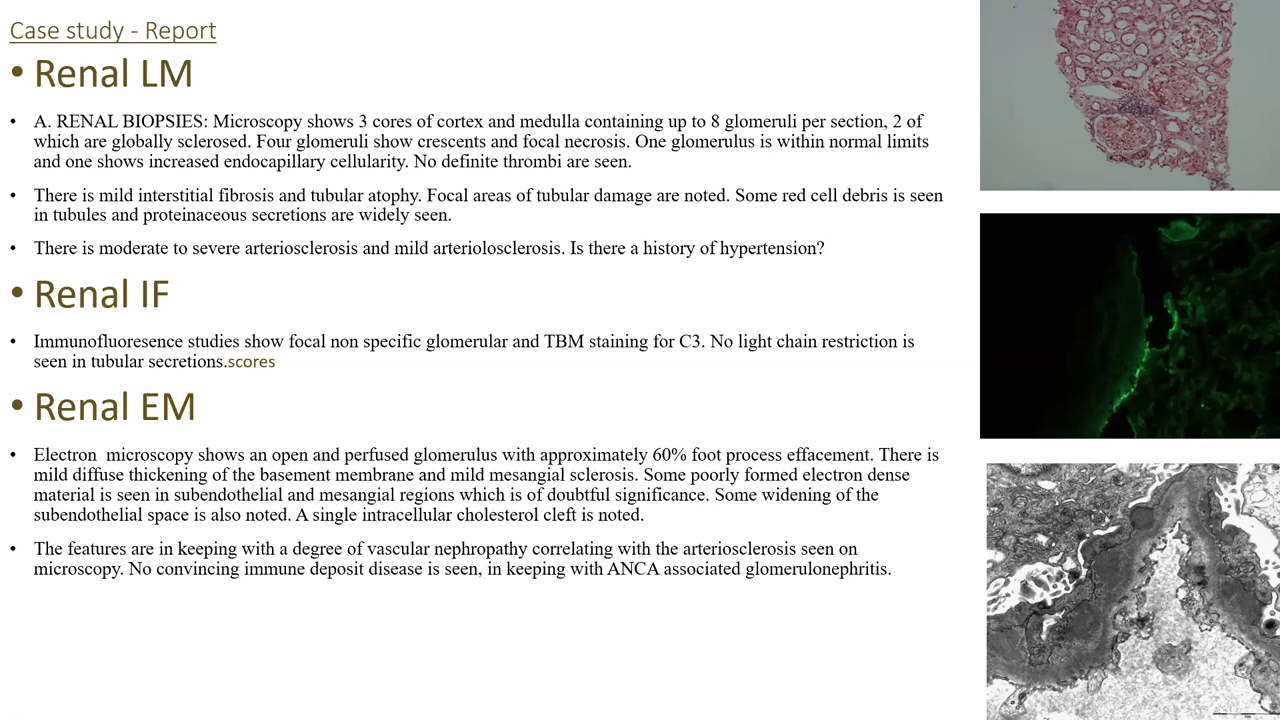 Case study - Report
• Renal LM
• A. RENAL BIOPSIES: Microscopy shows 3 cores of cortex and medulla containing up to 8 glomeruli per section, 2 of
which are globally sclerosed. Four glomeruli show crescents and focal necrosis. One glomerulus is within normal limits
and one shows increased endocapillary cellularity. No definite thrombi are seen.
• There is mild interstitial fibrosis and tubular atophy. Focal areas of tubular damage are noted. Some red cell debris is seen
in tubules and proteinaceous secretions are widely seen.
• There is moderate to severe arteriosclerosis and mild arteriolosclerosis. Is there a history of hypertension?
• Renal IF
• Immunofluoresence studies show focal non specific glomerular and TBM staining for C3. No light chain restriction is
seen in tubular secretions.scores
• Renal EM
• Electron  microscopy shows an open and perfused glomerulus with approximately 60% foot process effacement. There is
mild diffuse thickening of the basement membrane and mild mesangial sclerosis. Some poorly formed electron dense
material is seen in subendothelial and mesangial regions which is of doubtful significance. Some widening of the
subendothelial space is also noted. A single intracellular cholesterol cleft is noted.
• The features are in keeping with a degree of vascular nephropathy correlating with the arteriosclerosis seen on
microscopy. No convincing immune deposit disease is seen, in keeping with ANCA associated glomerulonephritis.